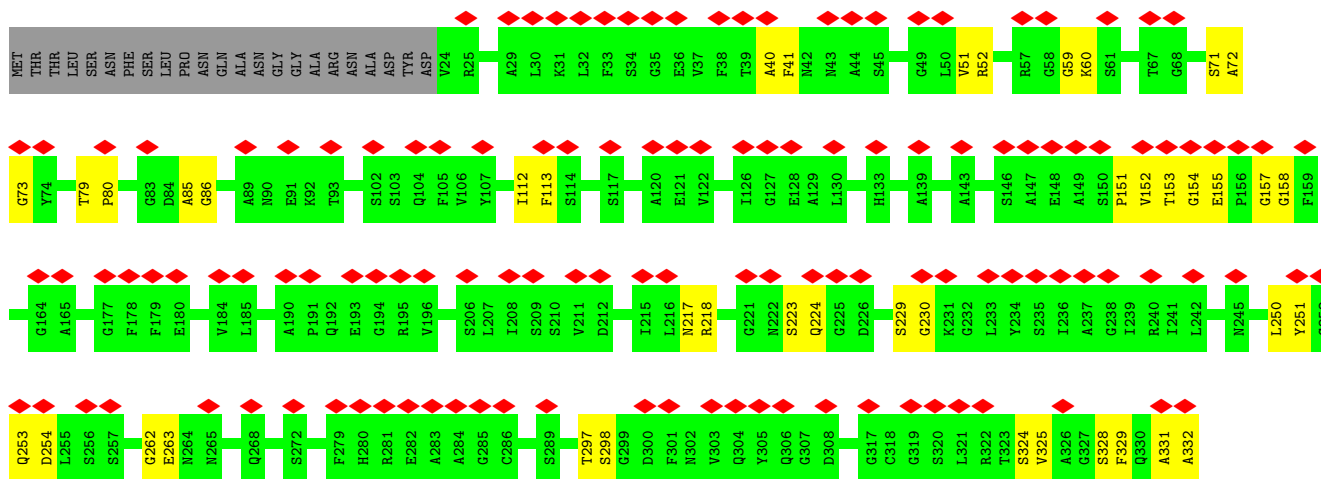 MET THR THR LEU SER ASN PHE SER LEU PRO ASN GLN ALA ASN GLY GLY ALA ARG ASN ALA ASP TYR ASP V24 R25 A29 L30 K31 L32 F33 S34 G35 E36 V37 F38 T39 A40 F41 N42 N43 A44 S45 G49 L50 V51 R52 R57 G58 G59 K60 S61 T67 G68 S71 A72
G73 Y74 T79 P80 G83 D84 A85 G86 A89 N90 E91 K92 T93 S102 S103 Q104 F105 V106 Y107 I112 F113 S114 S117 A120 E121 V122 I126 G127 E128 A129 L130 H133 A139 A143 S146 A147 E148 A149 S150 P151 V152 T153 G154 E155 P156 G157 G158 F159
G164 A165 G177 F178 F179 E180 V184 L185 A190 P191 Q192 E193 G194 R195 V196 S206 L207 I208 S209 S210 V211 D212 I215 L216 N217 R218 G221 N222 S223 Q224 G225 D226 S229 G230 K231 G232 L233 Y234 S235 I236 A237 G238 I239 R240 I241 L242 N245 L250 Y251
Q253 D254 L255 S256 S257 G262 E263 N264 N265 Q268 S272 F279 H280 R281 E282 A283 A284 G285 C286 S289 T297 S298 G299 D300 F301 N302 V303 Q304 Y305 Q306 G307 D308 G317 C318 G319 S320 L321 R322 T323 S324 V325 A326 G327 S328 F329 Q330 A331 A332